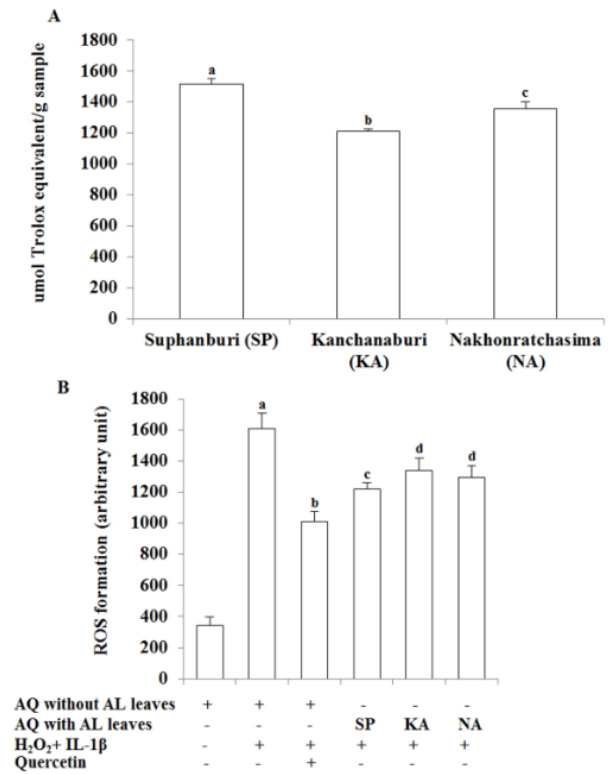 A
umol Trolox equivalent/g sample
1800
1600
1400
1200
1000
800
600
400
200
0
a
b
c
Suphanburi (SP)
Kanchanaburi
(KA)
Nakhonratchasima
(NA)
B
ROS formation (arbitrary unit)
1800
1600
1400
1200
1000
800
600
400
200
0
a
b
c
d
d
AQ without AL leaves + + + - - -
AQ with AL leaves - - - SP KA NA
H₂O₂+ IL-1β - + + + + +
Quercetin - - + - - -